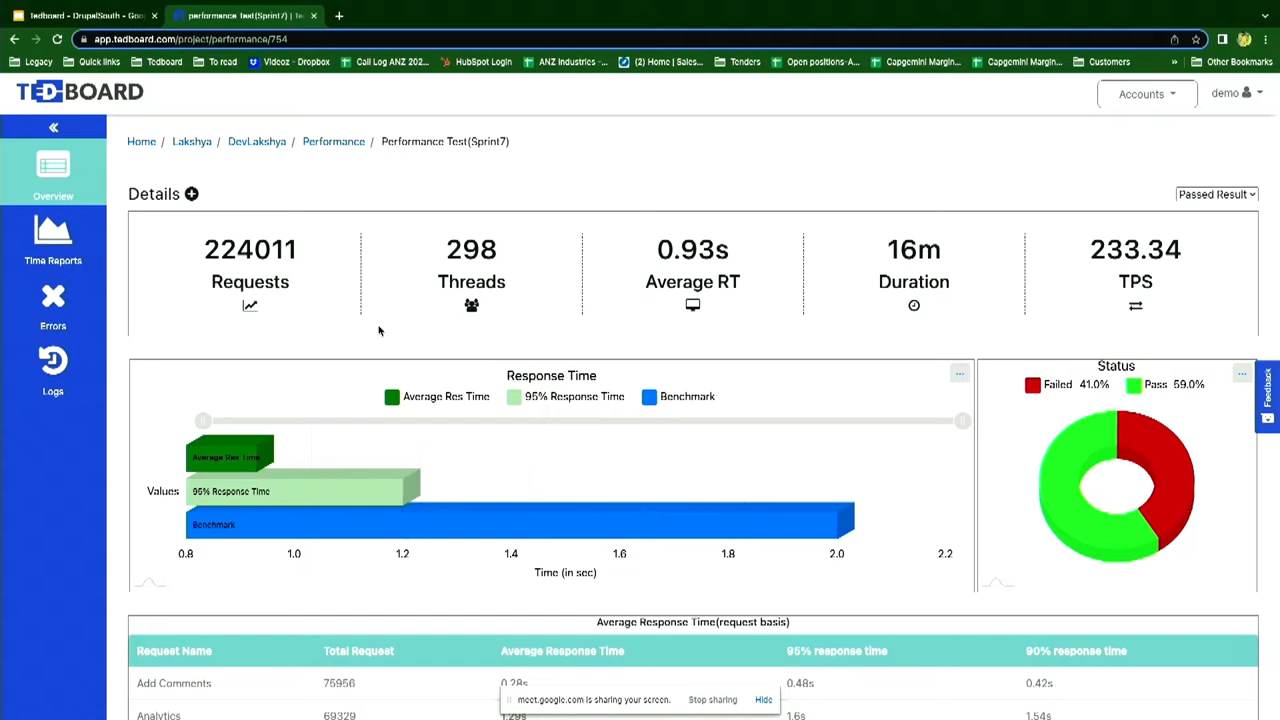 tedboard - DrupalSouth - Goo
performance Test(Sprint7) | Te
app.tedboard.com/project/performance/754
Legacy
Quick links
Tedboard
To read
Videoz - Dropbox
Call Log ANZ 202...
HubSpot Login
ANZ Industries -...
(2) Home | Sales...
Tenders
Open positions-A...
Capgemini Margin...
Capgemini Margin...
Customers
»
Other Bookmarks
TEDBOARD
Accounts
demo
Home / Lakshya / DevLakshya / Performance / Performance Test(Sprint7)
Overview
Time Reports
Errors
Logs
Details
Passed Result
224011
Requests
298
Threads
0.93s
Average RT
16m
Duration
233.34
TPS
Response Time
Average Res Time
95% Response Time
Benchmark
...
Values
Average Res Time
95% Response Time
Benchmark
0.8 1.0 1.2 1.4 1.6 1.8 2.0 2.2
Time (in sec)
Status
...
Failed 41.0%
Pass 59.0%
Feedback
Average Response Time(request basis)
Request Name Total Request Average Response Time 95% response time 90% response time
Add Comments 75956 0.28s 0.48s 0.42s
Analytics 69329 1.29s 1.6s 1.54s
meet.google.com is sharing your screen. Stop sharing Hide